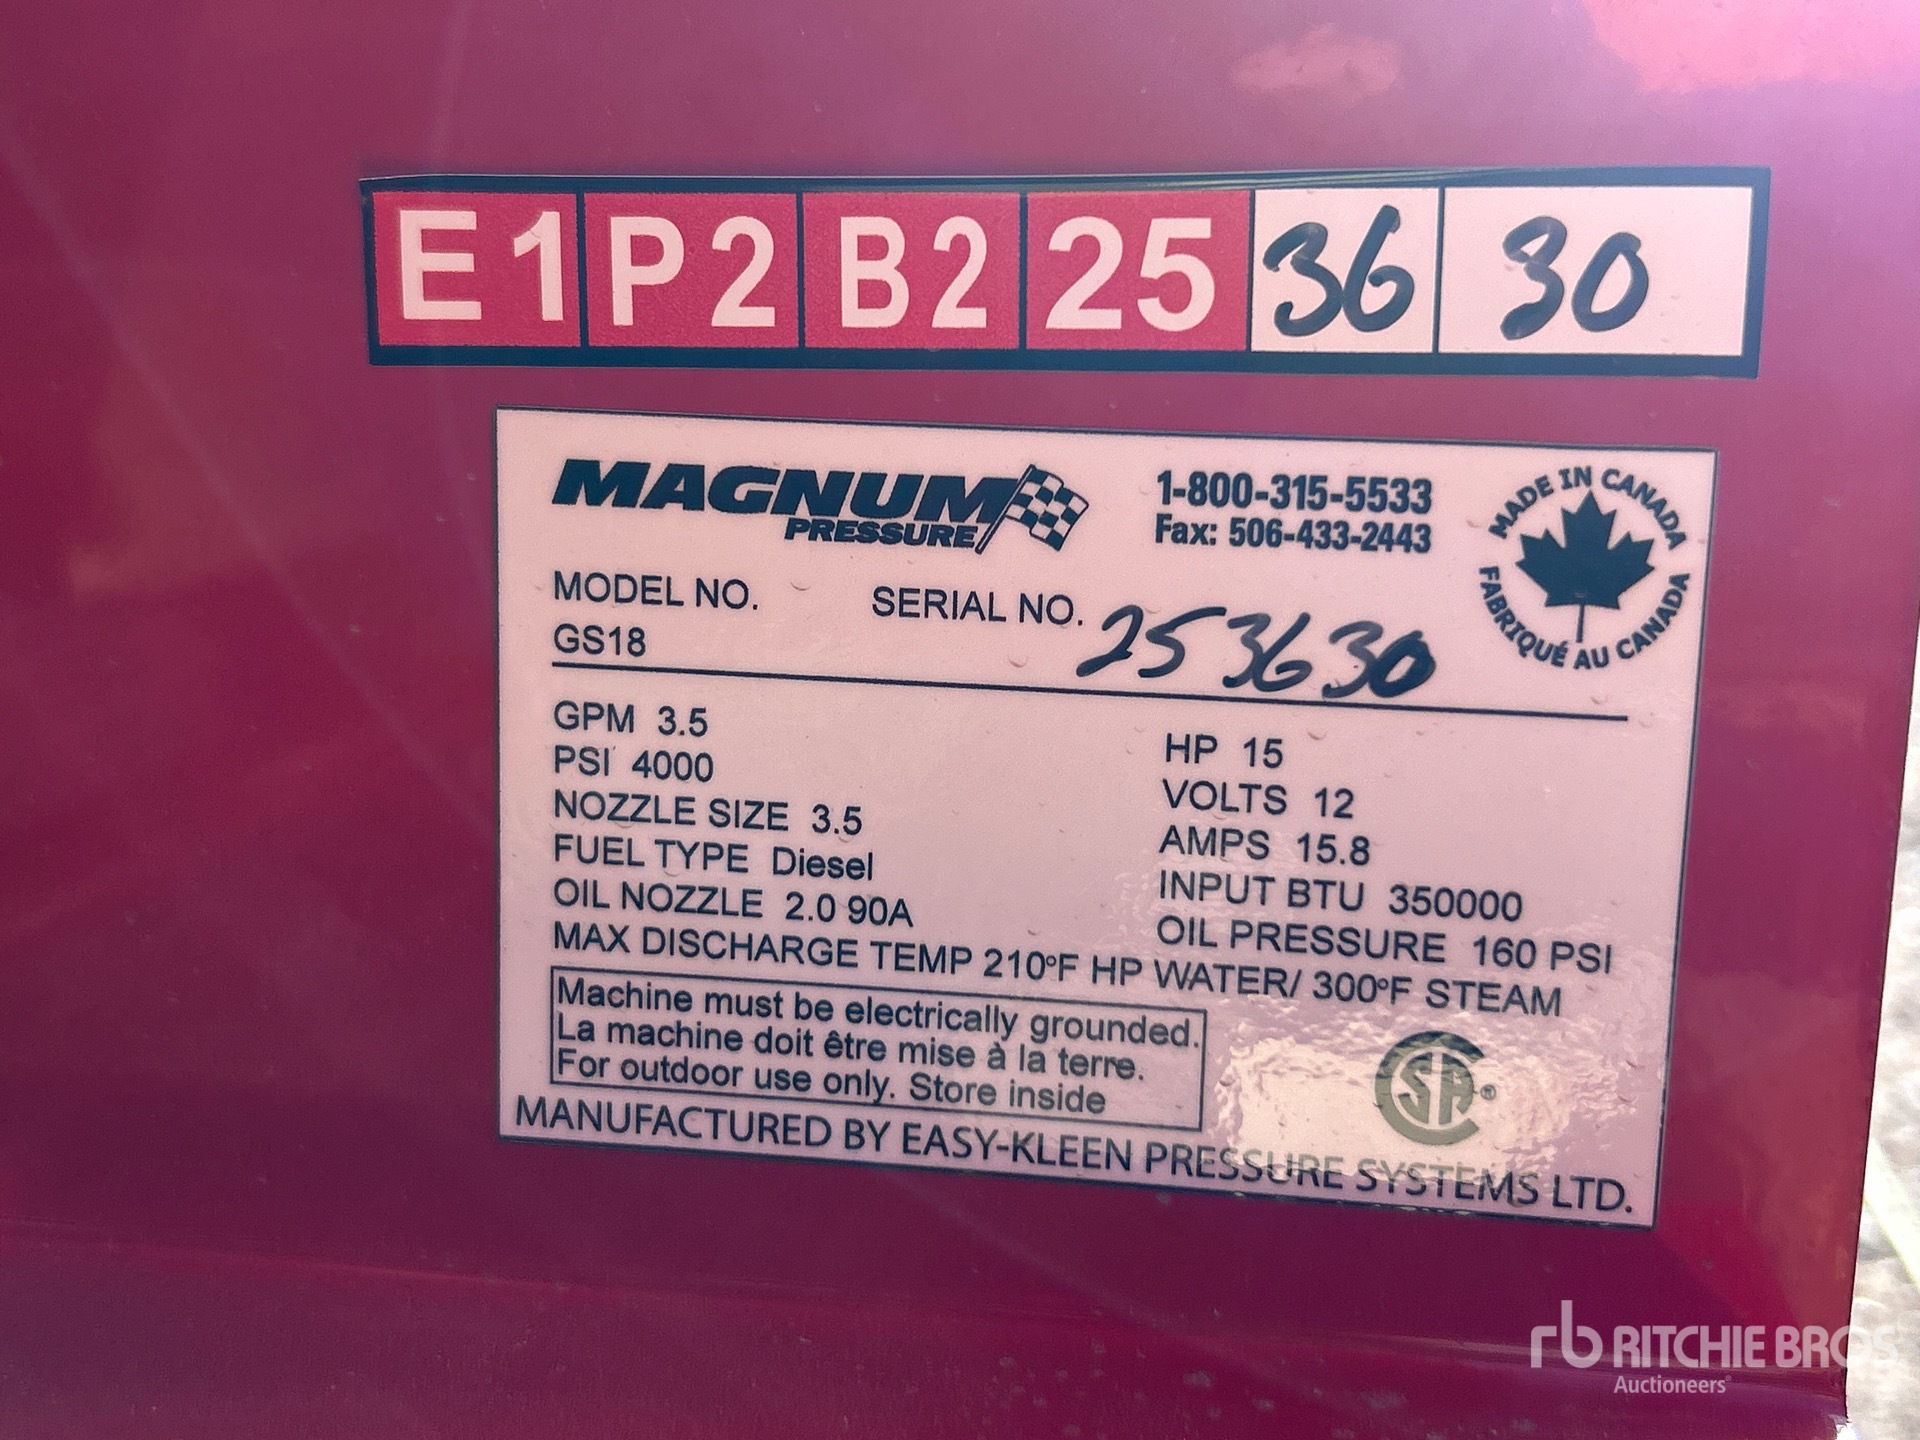 E1 P2 B2 25 36 30
MAGNUM
PRESSURE
1-800-315-5533
Fax: 506-433-2443
MADE IN CANADA
FABRIQUÉ AU CANADA
MODEL NO.
GS18
SERIAL NO. 253630
GPM 3.5
PSI 4000
NOZZLE SIZE 3.5
FUEL TYPE Diesel
OIL NOZZLE 2.0 90A
HP 15
VOLTS 12
AMPS 15.8
INPUT BTU 350000
OIL PRESSURE 160 PSI
MAX DISCHARGE TEMP 210°F HP WATER/ 300°F STEAM
Machine must be electrically grounded.
La machine doit être mise à la terre.
For outdoor use only. Store inside
CSA®
MANUFACTURED BY EASY-KLEEN PRESSURE SYSTEMS LTD.
rb RITCHIE BROS
Auctioneers